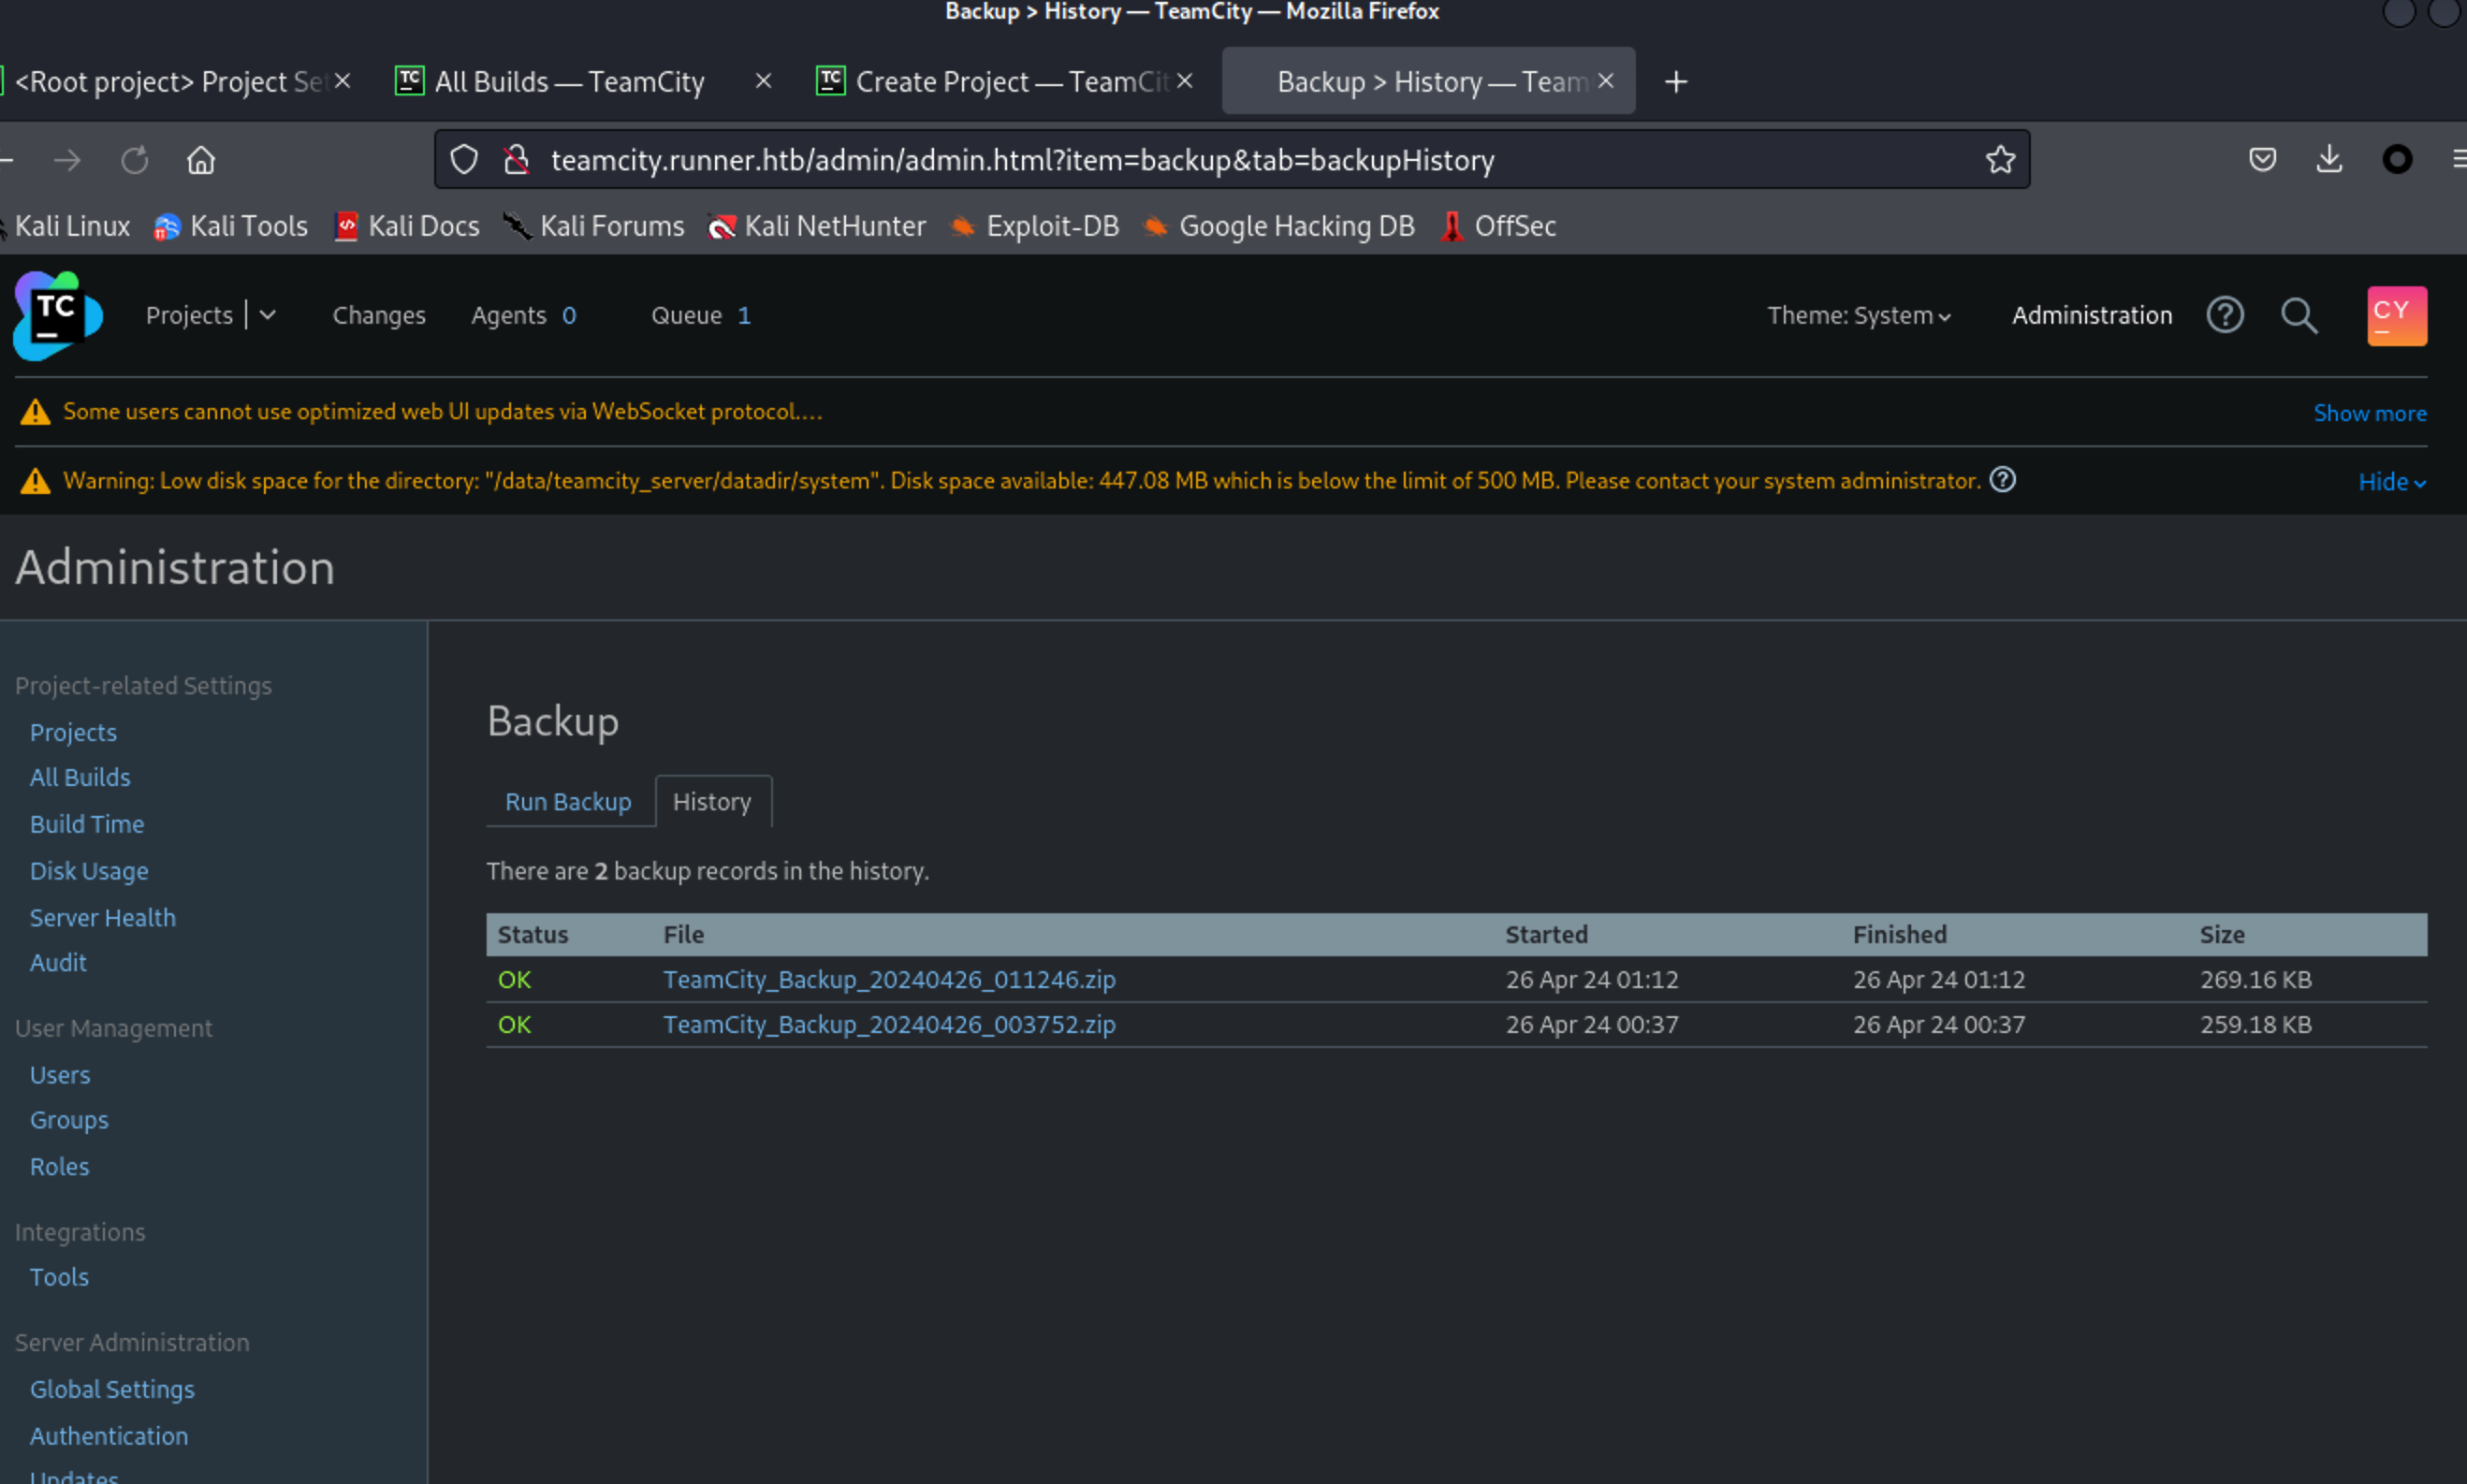 Backup > History — TeamCity — Mozilla Firefox
<Root project> Project Set
TC All Builds — TeamCity
TC Create Project — TeamCit
Backup > History — Team
teamcity.runner.htb/admin/admin.html?item=backup&tab=backupHistory
Kali Linux Kali Tools Kali Docs Kali Forums Kali NetHunter Exploit-DB Google Hacking DB OffSec
TC Projects Changes Agents 0 Queue 1 Theme: System Administration CY
Some users cannot use optimized web UI updates via WebSocket protocol.... Show more
Warning: Low disk space for the directory: "/data/teamcity_server/datadir/system". Disk space available: 447.08 MB which is below the limit of 500 MB. Please contact your system administrator. Hide
Administration
Project-related Settings
Projects
All Builds
Build Time
Disk Usage
Server Health
Audit
User Management
Users
Groups
Roles
Integrations
Tools
Server Administration
Global Settings
Authentication
Updates
Backup
Run Backup History
There are 2 backup records in the history.
Status File Started Finished Size
OK TeamCity_Backup_20240426_011246.zip 26 Apr 24 01:12 26 Apr 24 01:12 269.16 KB
OK TeamCity_Backup_20240426_003752.zip 26 Apr 24 00:37 26 Apr 24 00:37 259.18 KB